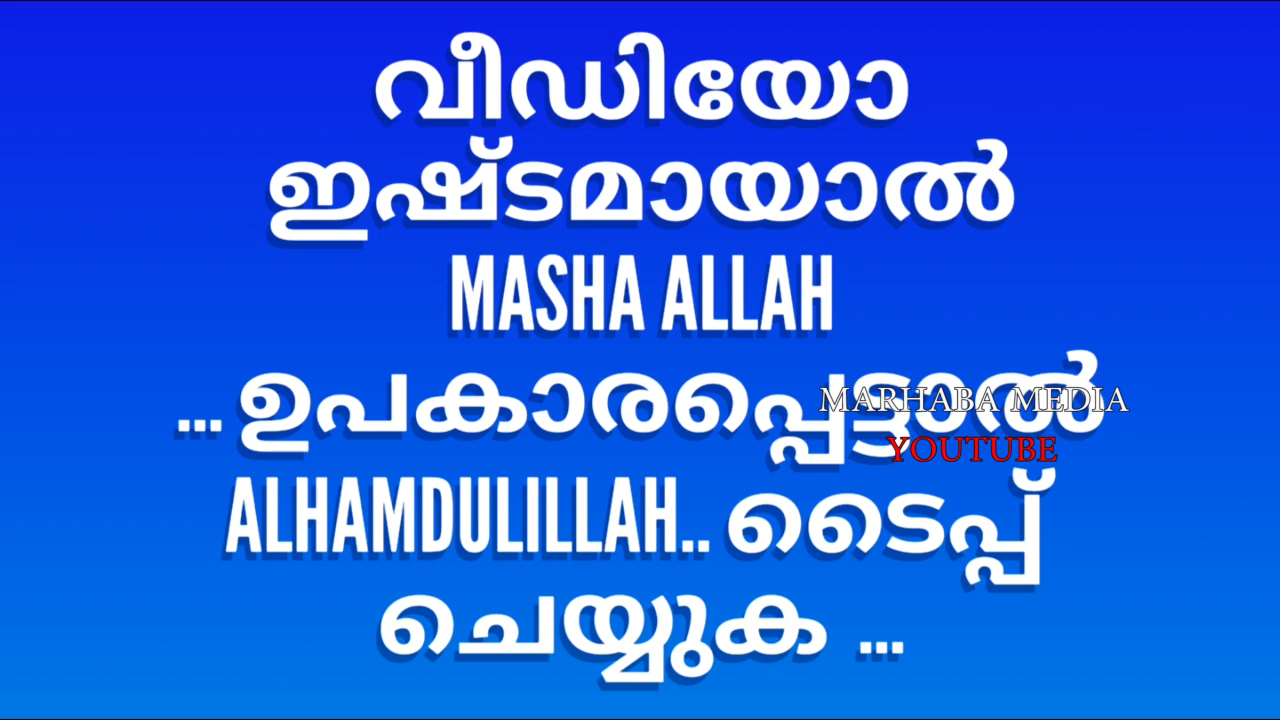 വീഡിയോ
ഇഷ്ടമായാൽ
MASHA ALLAH
... ഉപകാരപ്പെട്ടാൽ
MARHABA MEDIA
YOUTUBE
ALHAMDULILLAH.. ടൈപ്പ്
ചെയ്യുക ...